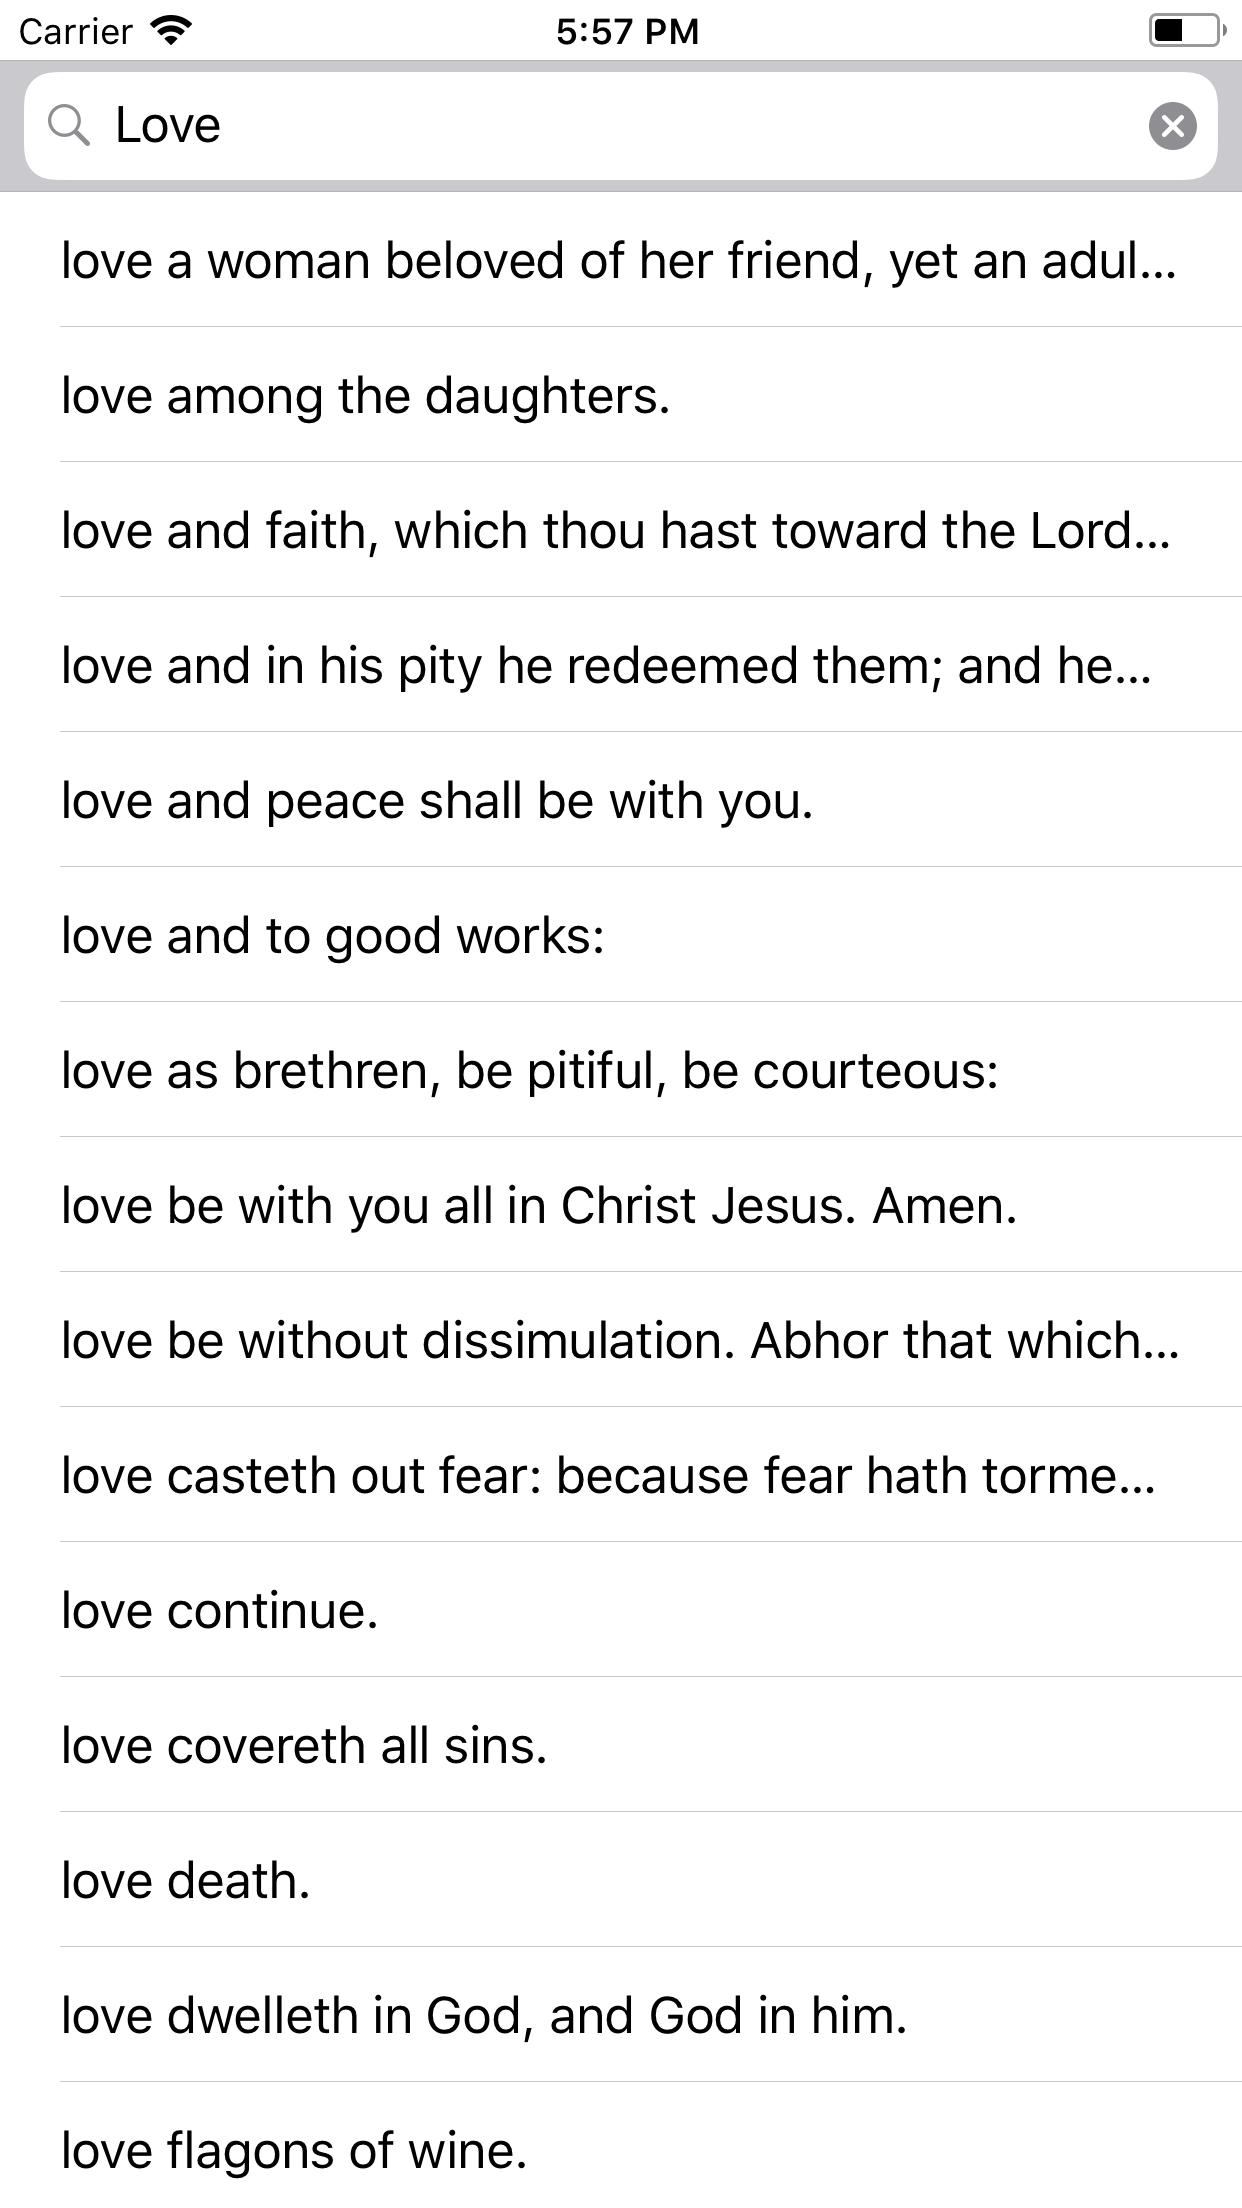 Carrier 5:57 PM
Love
love a woman beloved of her friend, yet an adul...
love among the daughters.
love and faith, which thou hast toward the Lord...
love and in his pity he redeemed them; and he...
love and peace shall be with you.
love and to good works:
love as brethren, be pitiful, be courteous:
love be with you all in Christ Jesus. Amen.
love be without dissimulation. Abhor that which...
love casteth out fear: because fear hath torme...
love continue.
love covereth all sins.
love death.
love dwelleth in God, and God in him.
love flagons of wine.